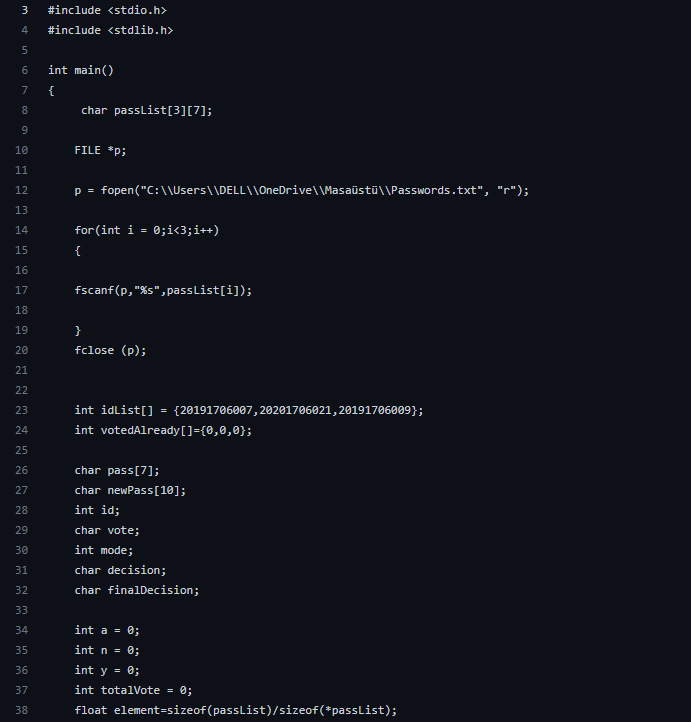 3 #include <stdio.h>
4 #include <stdlib.h>
5
6 int main()
7 {
8 char passList[3][7];
9
10 FILE *p;
11
12 p = fopen("C:\\Users\\DELL\\OneDrive\\Masaüstü\\Passwords.txt", "r");
13
14 for(int i = 0;i<3;i++)
15 {
16
17 fscanf(p,"%s",passList[i]);
18
19 }
20 fclose (p);
21
22
23 int idList[] = {20191706007,20201706021,20191706009};
24 int votedAlready[]={0,0,0};
25
26 char pass[7];
27 char newPass[10];
28 int id;
29 char vote;
30 int mode;
31 char decision;
32 char finalDecision;
33
34 int a = 0;
35 int n = 0;
36 int y = 0;
37 int totalVote = 0;
38 float element=sizeof(passList)/sizeof(*passList);